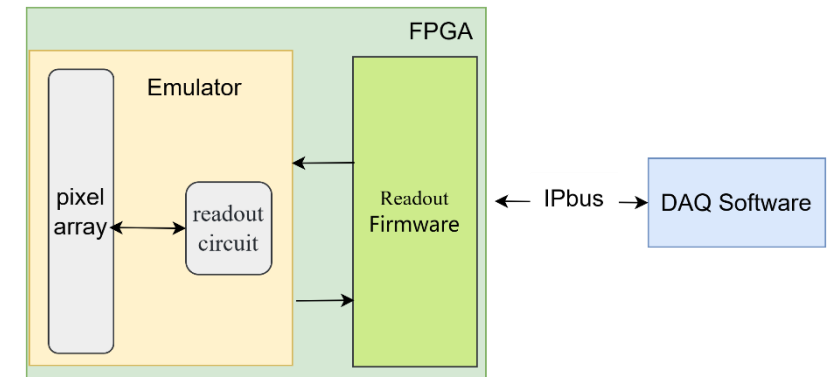 FPGA
Emulator
pixel
array
readout
circuit
Readout
Firmware
IPbus
DAQ Software